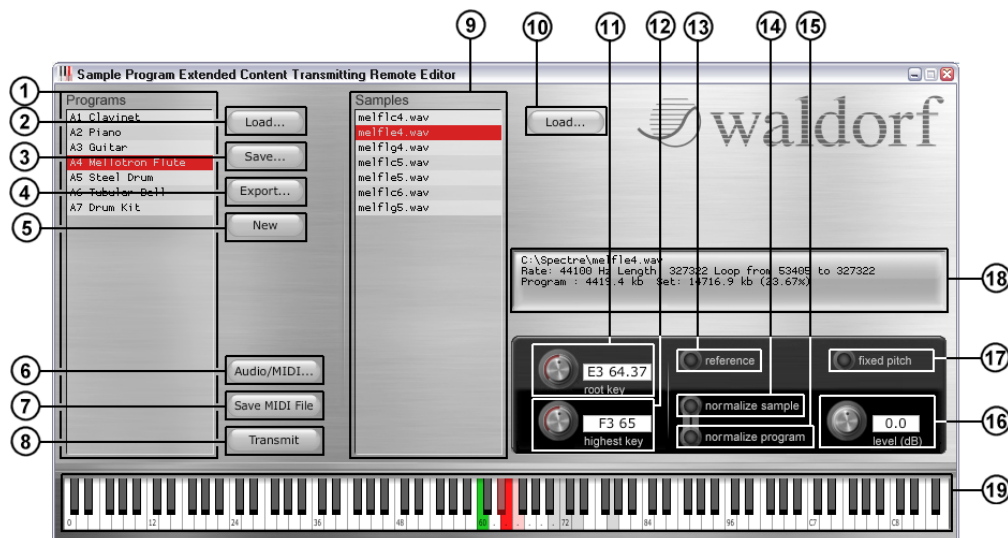 9 10 11 12 13 14 15
Sample Program Extended Content Transmitting Remote Editor
1 Programs
Samples
waldorf
A1 Clavinet
A2 Piano
A3 Guitar
A4 Mellotron Flute
A5 Steel Drum
A6 Tubular Bell
A7 Drum Kit
2 Load...
3 Save...
4 Export...
5 New
6 Audio/MIDI...
7 Save MIDI File
8 Transmit
melflc4.wav
melfle4.wav
melflg4.wav
melflc5.wav
melfle5.wav
melflc6.wav
melflg5.wav
Load...
C:\Spectre\melfle4.wav
Rate: 44100 Hz Length: 327322 Loop from 53405 to 327322
Program : 4419.4 kb Set: 14716.9 kb (23.67%)
18
E3 64.37
root key
reference
fixed pitch 17
F3 65
highest key
normalize sample
normalize program
0.0
level (dB) 16
0 12 24 36 48 60 72 84 96 C7 C8 19